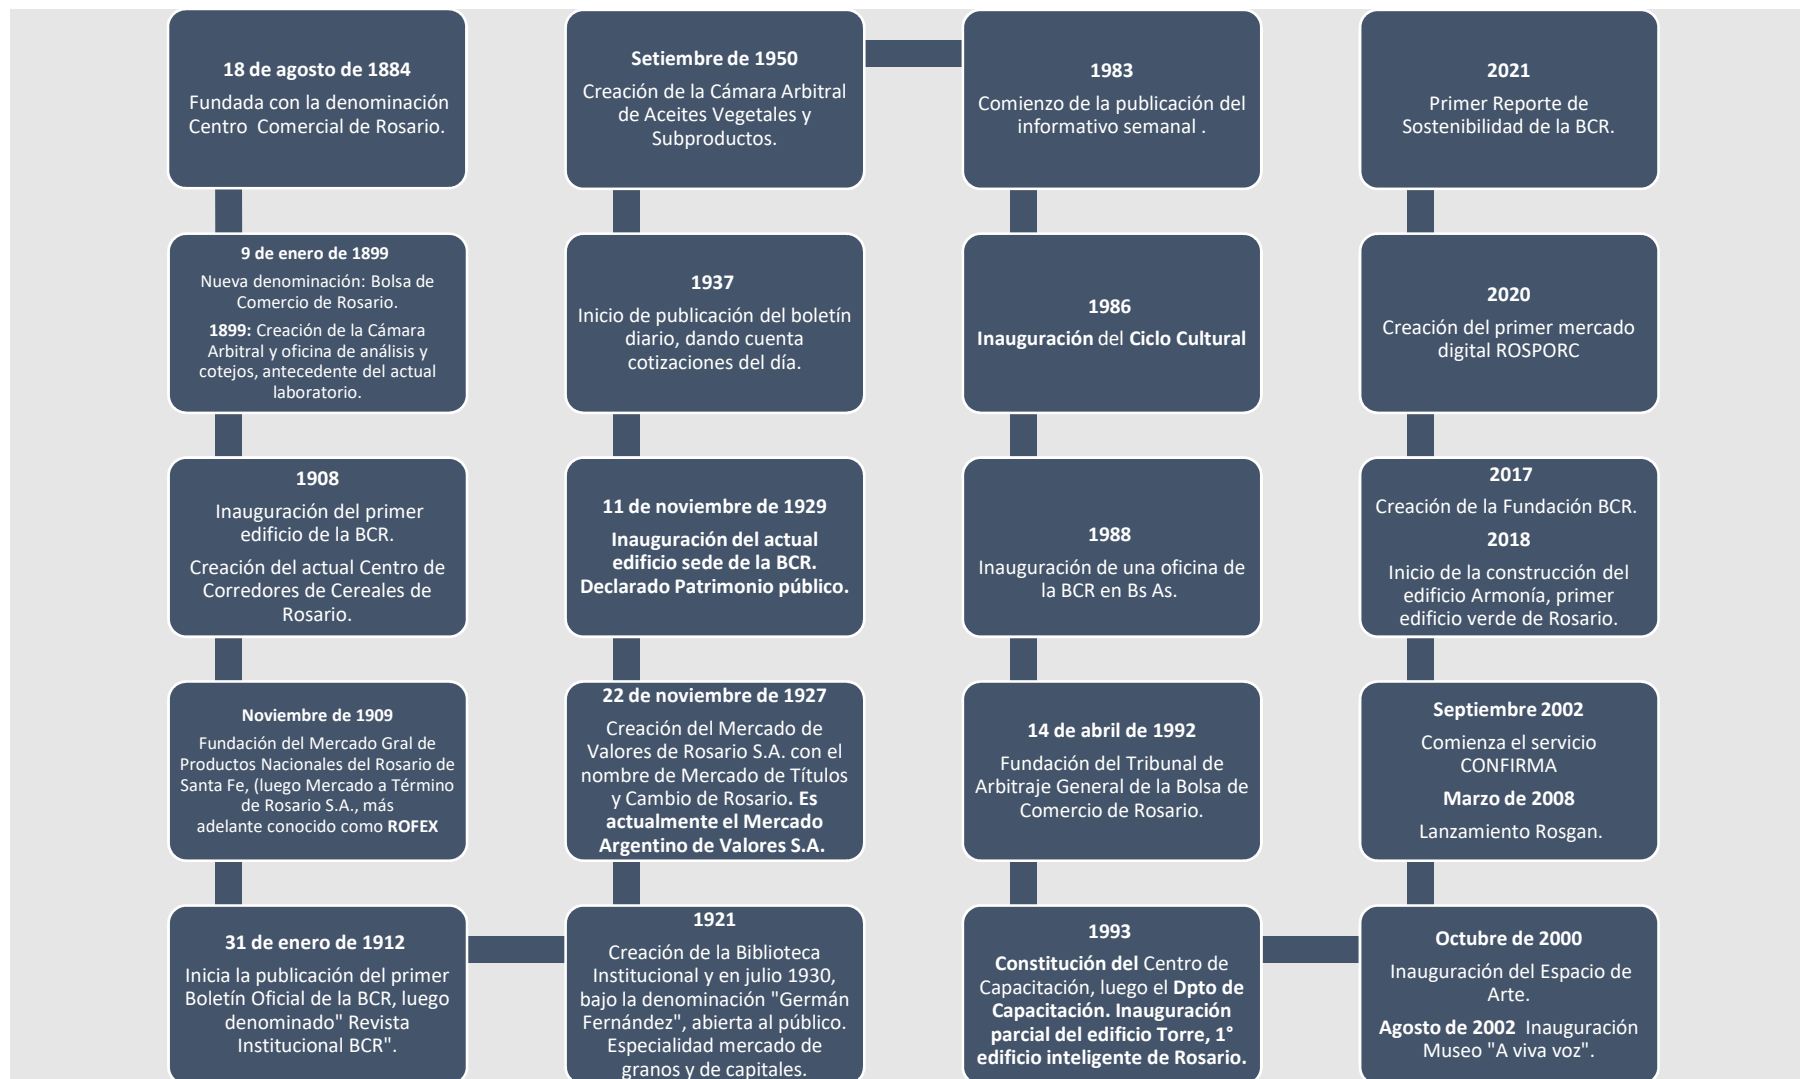 18 de agosto de 1884
Fundada con la denominación
Centro Comercial de Rosario.
9 de enero de 1899
Nueva denominación: Bolsa de
Comercio de Rosario.
1899: Creación de la Cámara
Arbitral y oficina de análisis y
cotejos, antecedente del actual
laboratorio.
1908
Inauguración del primer
edificio de la BCR.
Creación del actual Centro de
Corredores de Cereales de
Rosario.
Noviembre de 1909
Fundación del Mercado Gral de
Productos Nacionales del Rosario de
Santa Fe, (luego Mercado a Término
de Rosario S.A., más
adelante conocido como ROFEX
31 de enero de 1912
Inicia la publicación del primer
Boletín Oficial de la BCR, luego
denominado" Revista
Institucional BCR".
1921
Creación de la Biblioteca
Institucional y en julio 1930,
bajo la denominación "Germán
Fernández", abierta al público.
Especialidad mercado de
granos y de capitales.
22 de noviembre de 1927
Creación del Mercado de
Valores de Rosario S.A. con el
nombre de Mercado de Títulos
y Cambio de Rosario. Es
actualmente el Mercado
Argentino de Valores S.A.
11 de noviembre de 1929
Inauguración del actual
edificio sede de la BCR.
Declarado Patrimonio público.
1937
Inicio de publicación del boletín
diario, dando cuenta
cotizaciones del día.
Setiembre de 1950
Creación de la Cámara Arbitral
de Aceites Vegetales y
Subproductos.
1983
Comienzo de la publicación del
informativo semanal .
1986
Inauguración del Ciclo Cultural
1988
Inauguración de una oficina de
la BCR en Bs As.
14 de abril de 1992
Fundación del Tribunal de
Arbitraje General de la Bolsa de
Comercio de Rosario.
1993
Constitución del Centro de
Capacitación, luego el Dpto de
Capacitación. Inauguración
parcial del edificio Torre, 1°
edificio inteligente de Rosario.
Octubre de 2000
Inauguración del Espacio de
Arte.
Agosto de 2002 Inauguración
Museo "A viva voz".
Septiembre 2002
Comienza el servicio
CONFIRMA
Marzo de 2008
Lanzamiento Rosgan.
2017
Creación de la Fundación BCR.
2018
Inicio de la construcción del
edificio Armonía, primer
edificio verde de Rosario.
2020
Creación del primer mercado
digital ROSPORC
2021
Primer Reporte de
Sostenibilidad de la BCR.